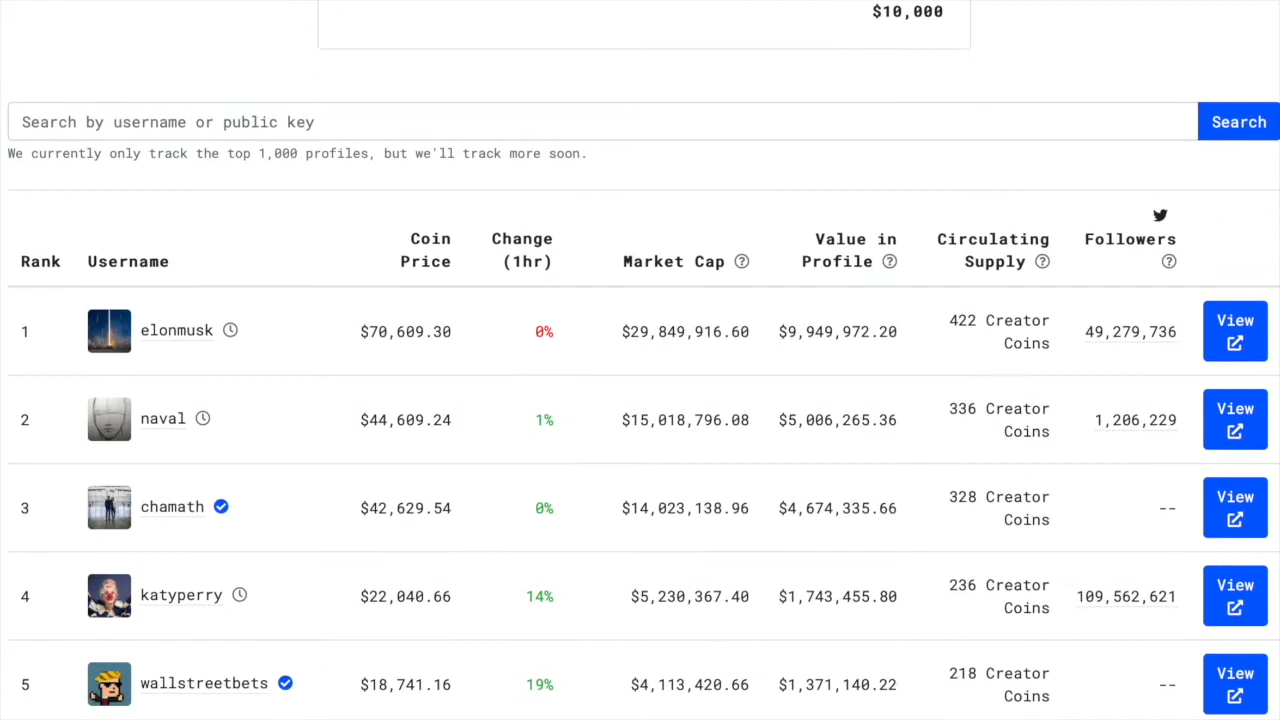 $10,000
Search by username or public key
Search
We currently only track the top 1,000 profiles, but we'll track more soon.
Rank Username Coin Price Change (1hr) Market Cap Value in Profile Circulating Supply Followers
1 elonmusk $70,609.30 0% $29,849,916.60 $9,949,972.20 422 Creator Coins 49,279,736 View
2 naval $44,609.24 1% $15,018,796.08 $5,006,265.36 336 Creator Coins 1,206,229 View
3 chamath $42,629.54 0% $14,023,138.96 $4,674,335.66 328 Creator Coins -- View
4 katyperry $22,040.66 14% $5,230,367.40 $1,743,455.80 236 Creator Coins 109,562,621 View
5 wallstreetbets $18,741.16 19% $4,113,420.66 $1,371,140.22 218 Creator Coins -- View